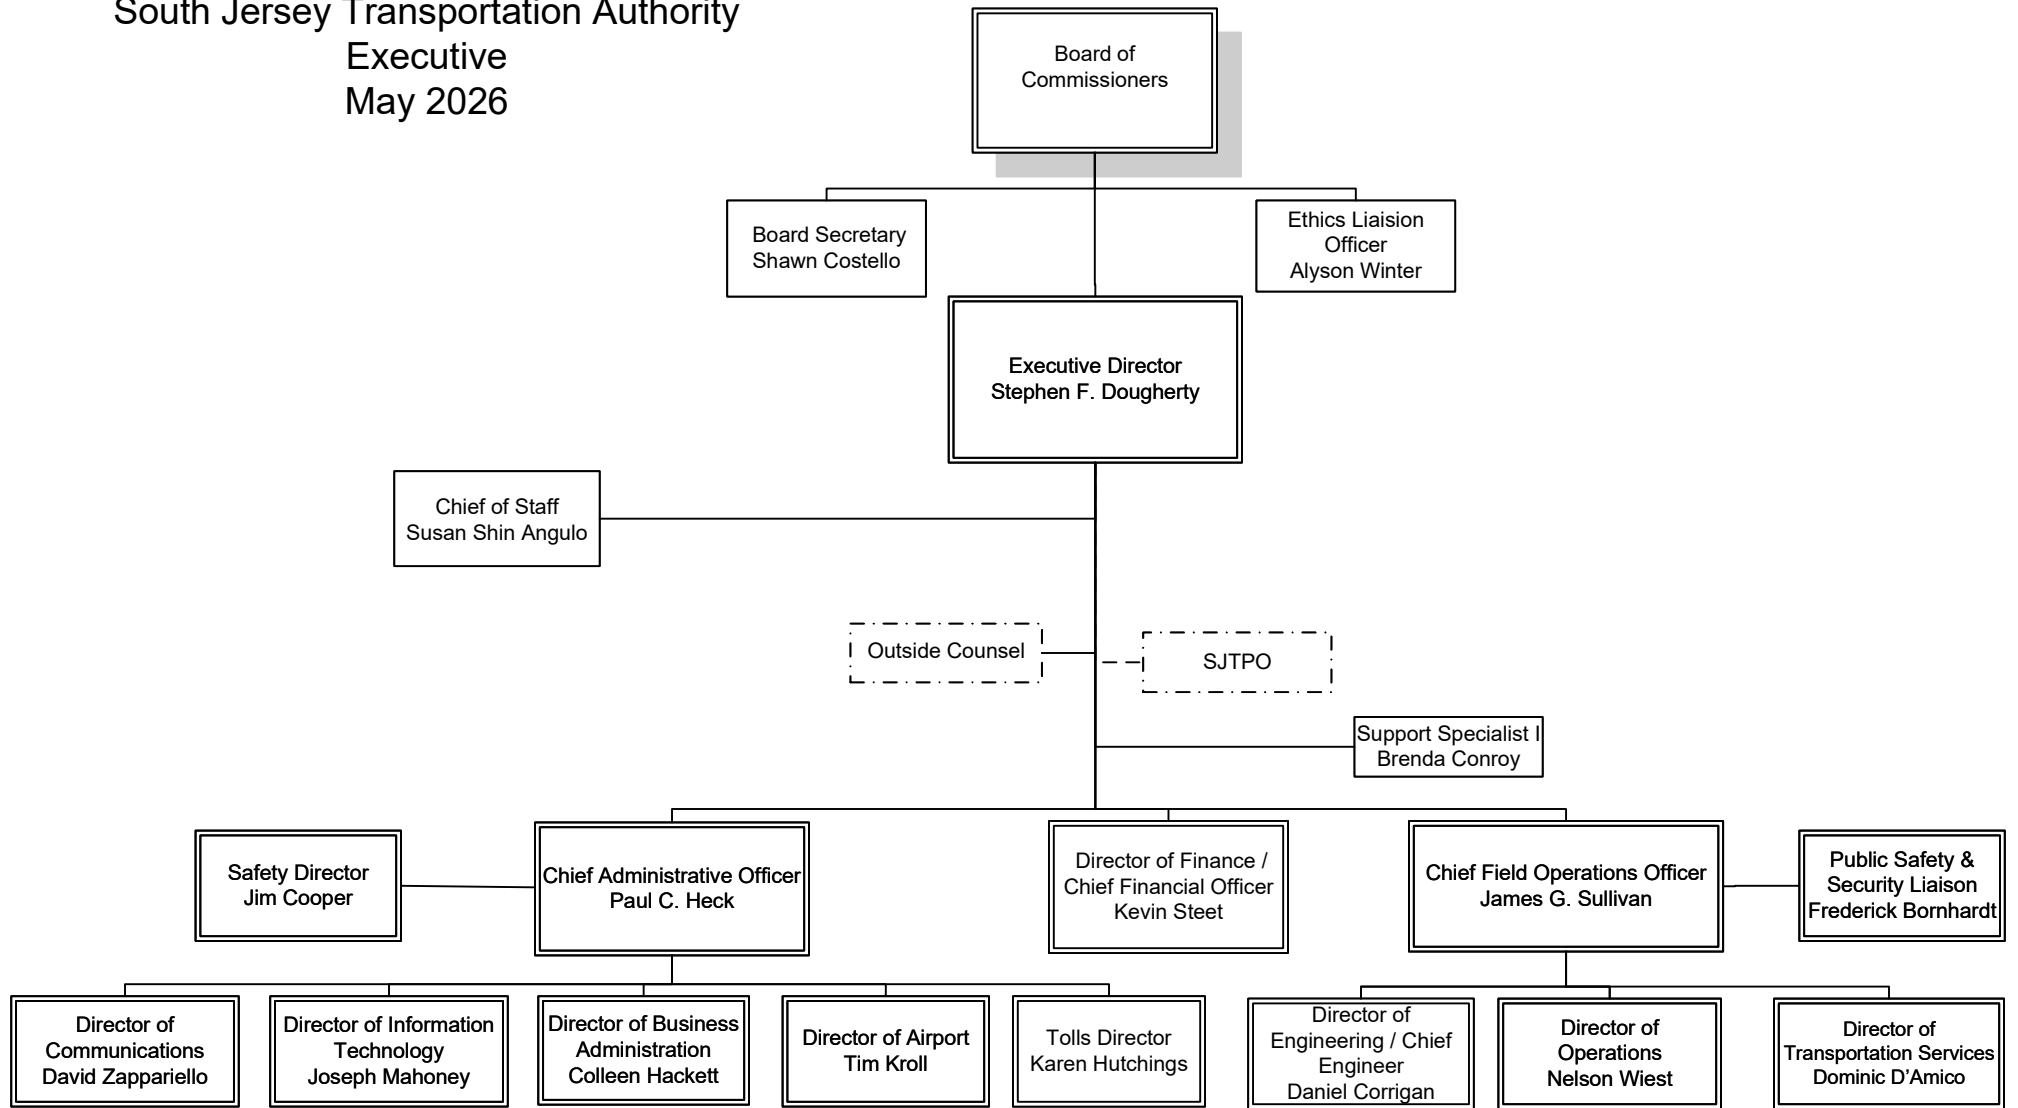 South Jersey Transportation Authority
Executive
May 2026
Board of
Commissioners
Board Secretary
Shawn Costello
Ethics Liaision
Officer
Alyson Winter
Executive Director
Stephen F. Dougherty
Chief of Staff
Susan Shin Angulo
Outside Counsel
SJTPO
Support Specialist I
Brenda Conroy
Safety Director
Jim Cooper
Chief Administrative Officer
Paul C. Heck
Director of Finance /
Chief Financial Officer
Kevin Steet
Chief Field Operations Officer
James G. Sullivan
Public Safety &
Security Liaison
Frederick Bornhardt
Director of
Communications
David Zappariello
Director of Information
Technology
Joseph Mahoney
Director of Business
Administration
Colleen Hackett
Director of Airport
Tim Kroll
Tolls Director
Karen Hutchings
Director of
Engineering / Chief
Engineer
Daniel Corrigan
Director of
Operations
Nelson Wiest
Director of
Transportation Services
Dominic D’Amico